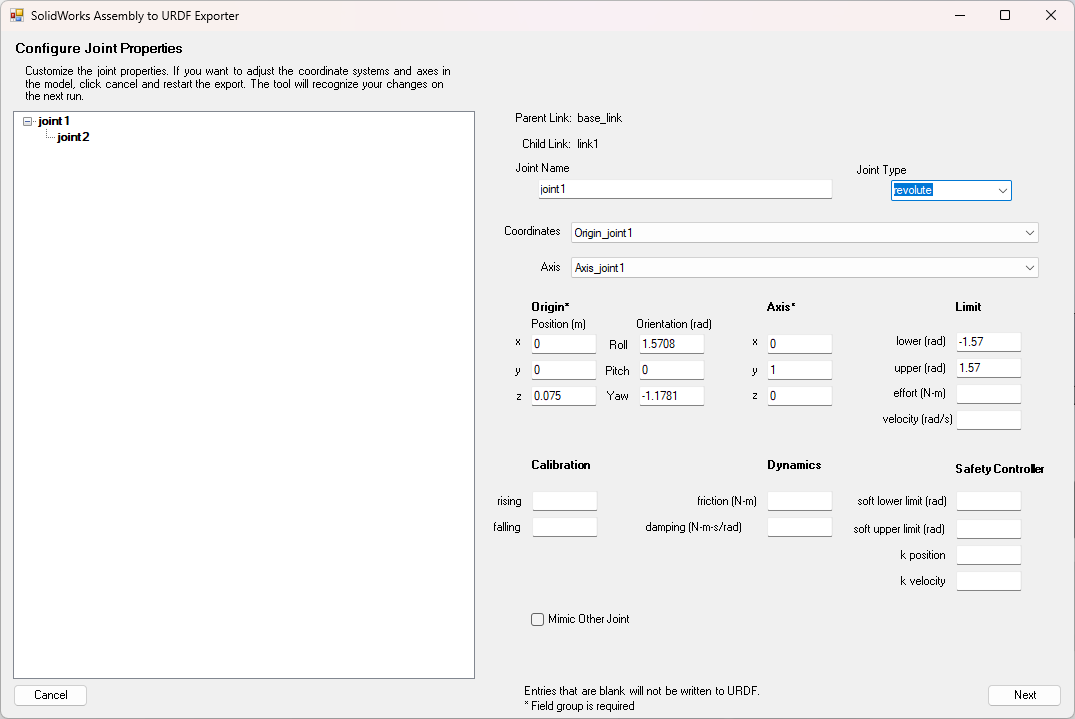 SolidWorks Assembly to URDF Exporter
Configure Joint Properties
Customize the joint properties. If you want to adjust the coordinate systems and axes in
the model, click cancel and restart the export. The tool will recognize your changes on
the next run.
joint1
joint2
Parent Link: base_link
Child Link: link1
Joint Name
Joint Type
joint1
revolute
Coordinates Origin_joint1
Axis Axis_joint1
Origin* Axis* Limit
Position (m) Orientation (rad)
x 0 Roll 1.5708 x 0 lower (rad) -1.57
y 0 Pitch 0 y 1 upper (rad) 1.57
z 0.075 Yaw -1.1781 z 0 effort (N-m)
velocity (rad/s)
Calibration Dynamics Safety Controller
rising friction (N-m) soft lower limit (rad)
falling damping (N-m-s/rad) soft upper limit (rad)
k position
k velocity
Mimic Other Joint
Entries that are blank will not be written to URDF.
* Field group is required
Cancel Next